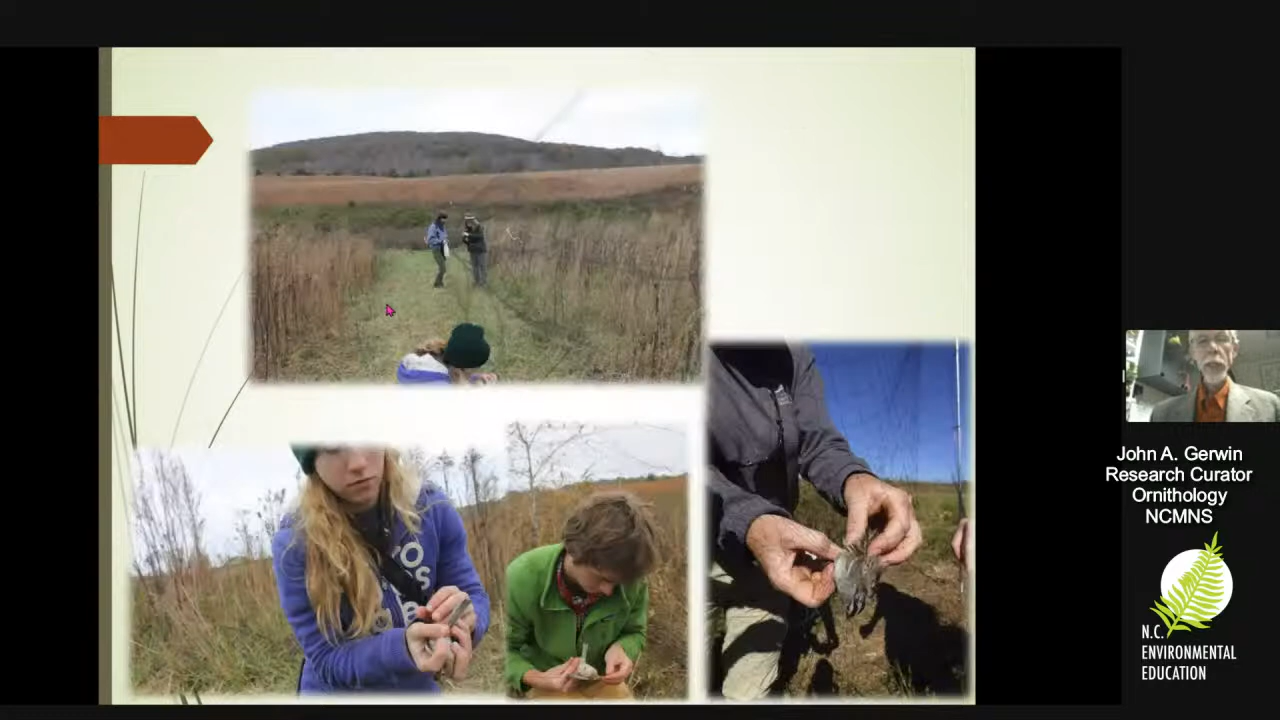 John A. Gerwin
Research Curator
Ornithology
NCMNS
N.C.
ENVIRONMENTAL
EDUCATION